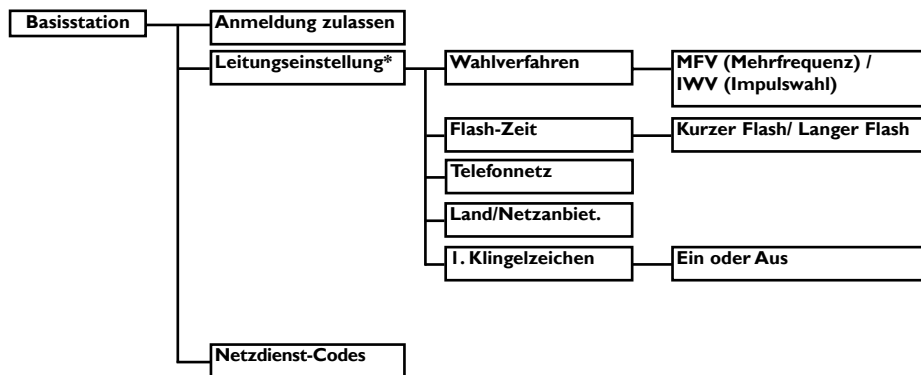 Basisstation
Anmeldung zulassen
Leitungseinstellung*
Wahlverfahren
MFV (Mehrfrequenz) /
IWV (Impulswahl)
Flash-Zeit
Kurzer Flash/ Langer Flash
Telefonnetz
Land/Netzanbiet.
1. Klingelzeichen
Ein oder Aus
Netzdienst-Codes